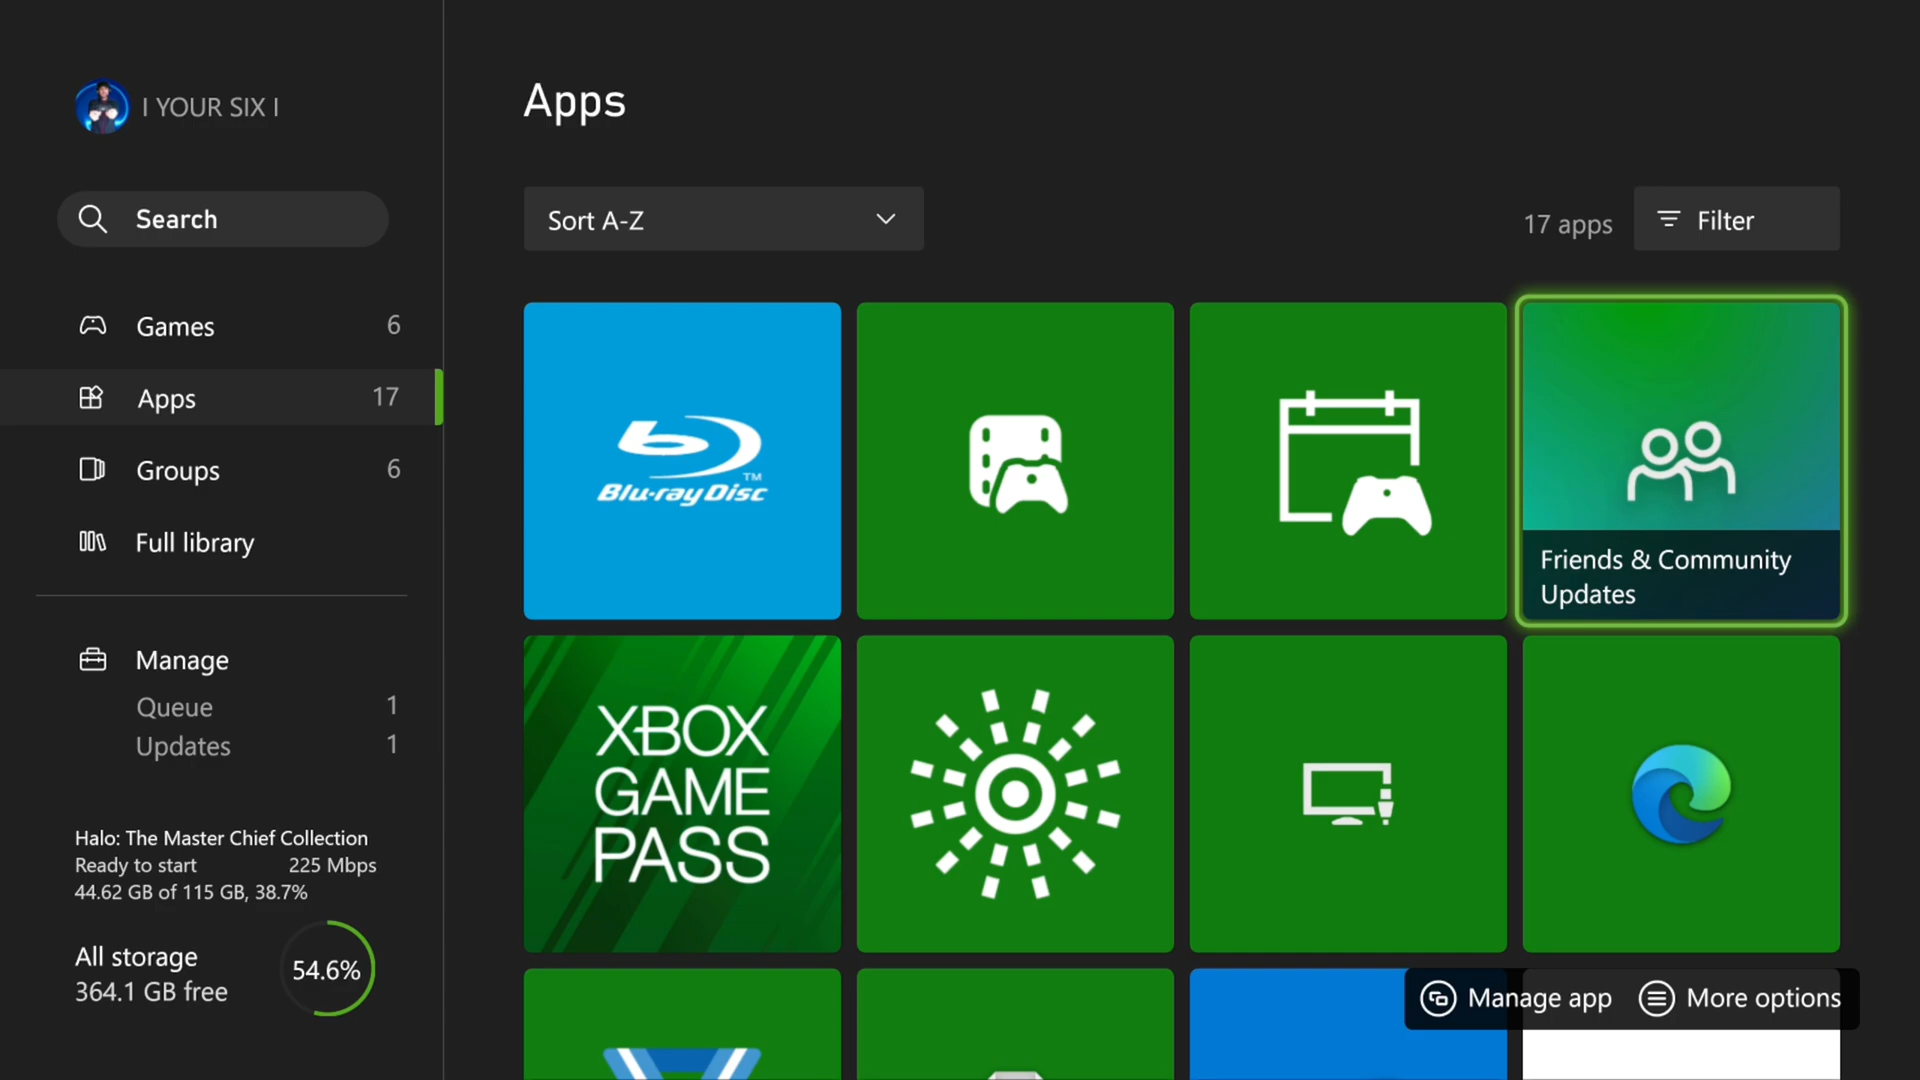 I YOUR SIX I
Search
Games 6
Apps 17
Groups 6
Full library
Manage
Queue 1
Updates 1
Halo: The Master Chief Collection
Ready to start 225 Mbps
44.62 GB of 115 GB, 38.7%
All storage
364.1 GB free
54.6%
Apps
Sort A-Z
17 apps
Filter
Blu-ray Disc TM
Friends & Community
Updates
XBOX
GAME
PASS
Manage app
More options